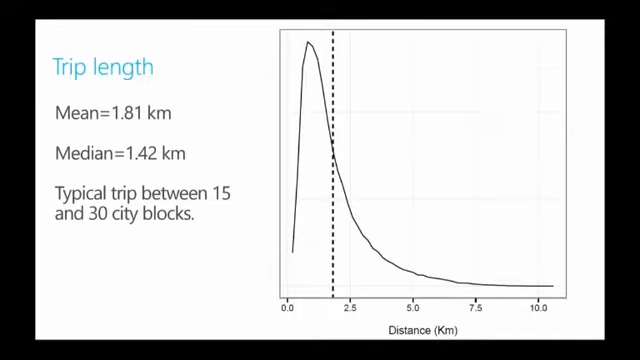 Trip length
Mean=1.81 km
Median=1.42 km
Typical trip between 15
and 30 city blocks.
0.0 2.5 5.0 7.5 10.0
Distance (Km)